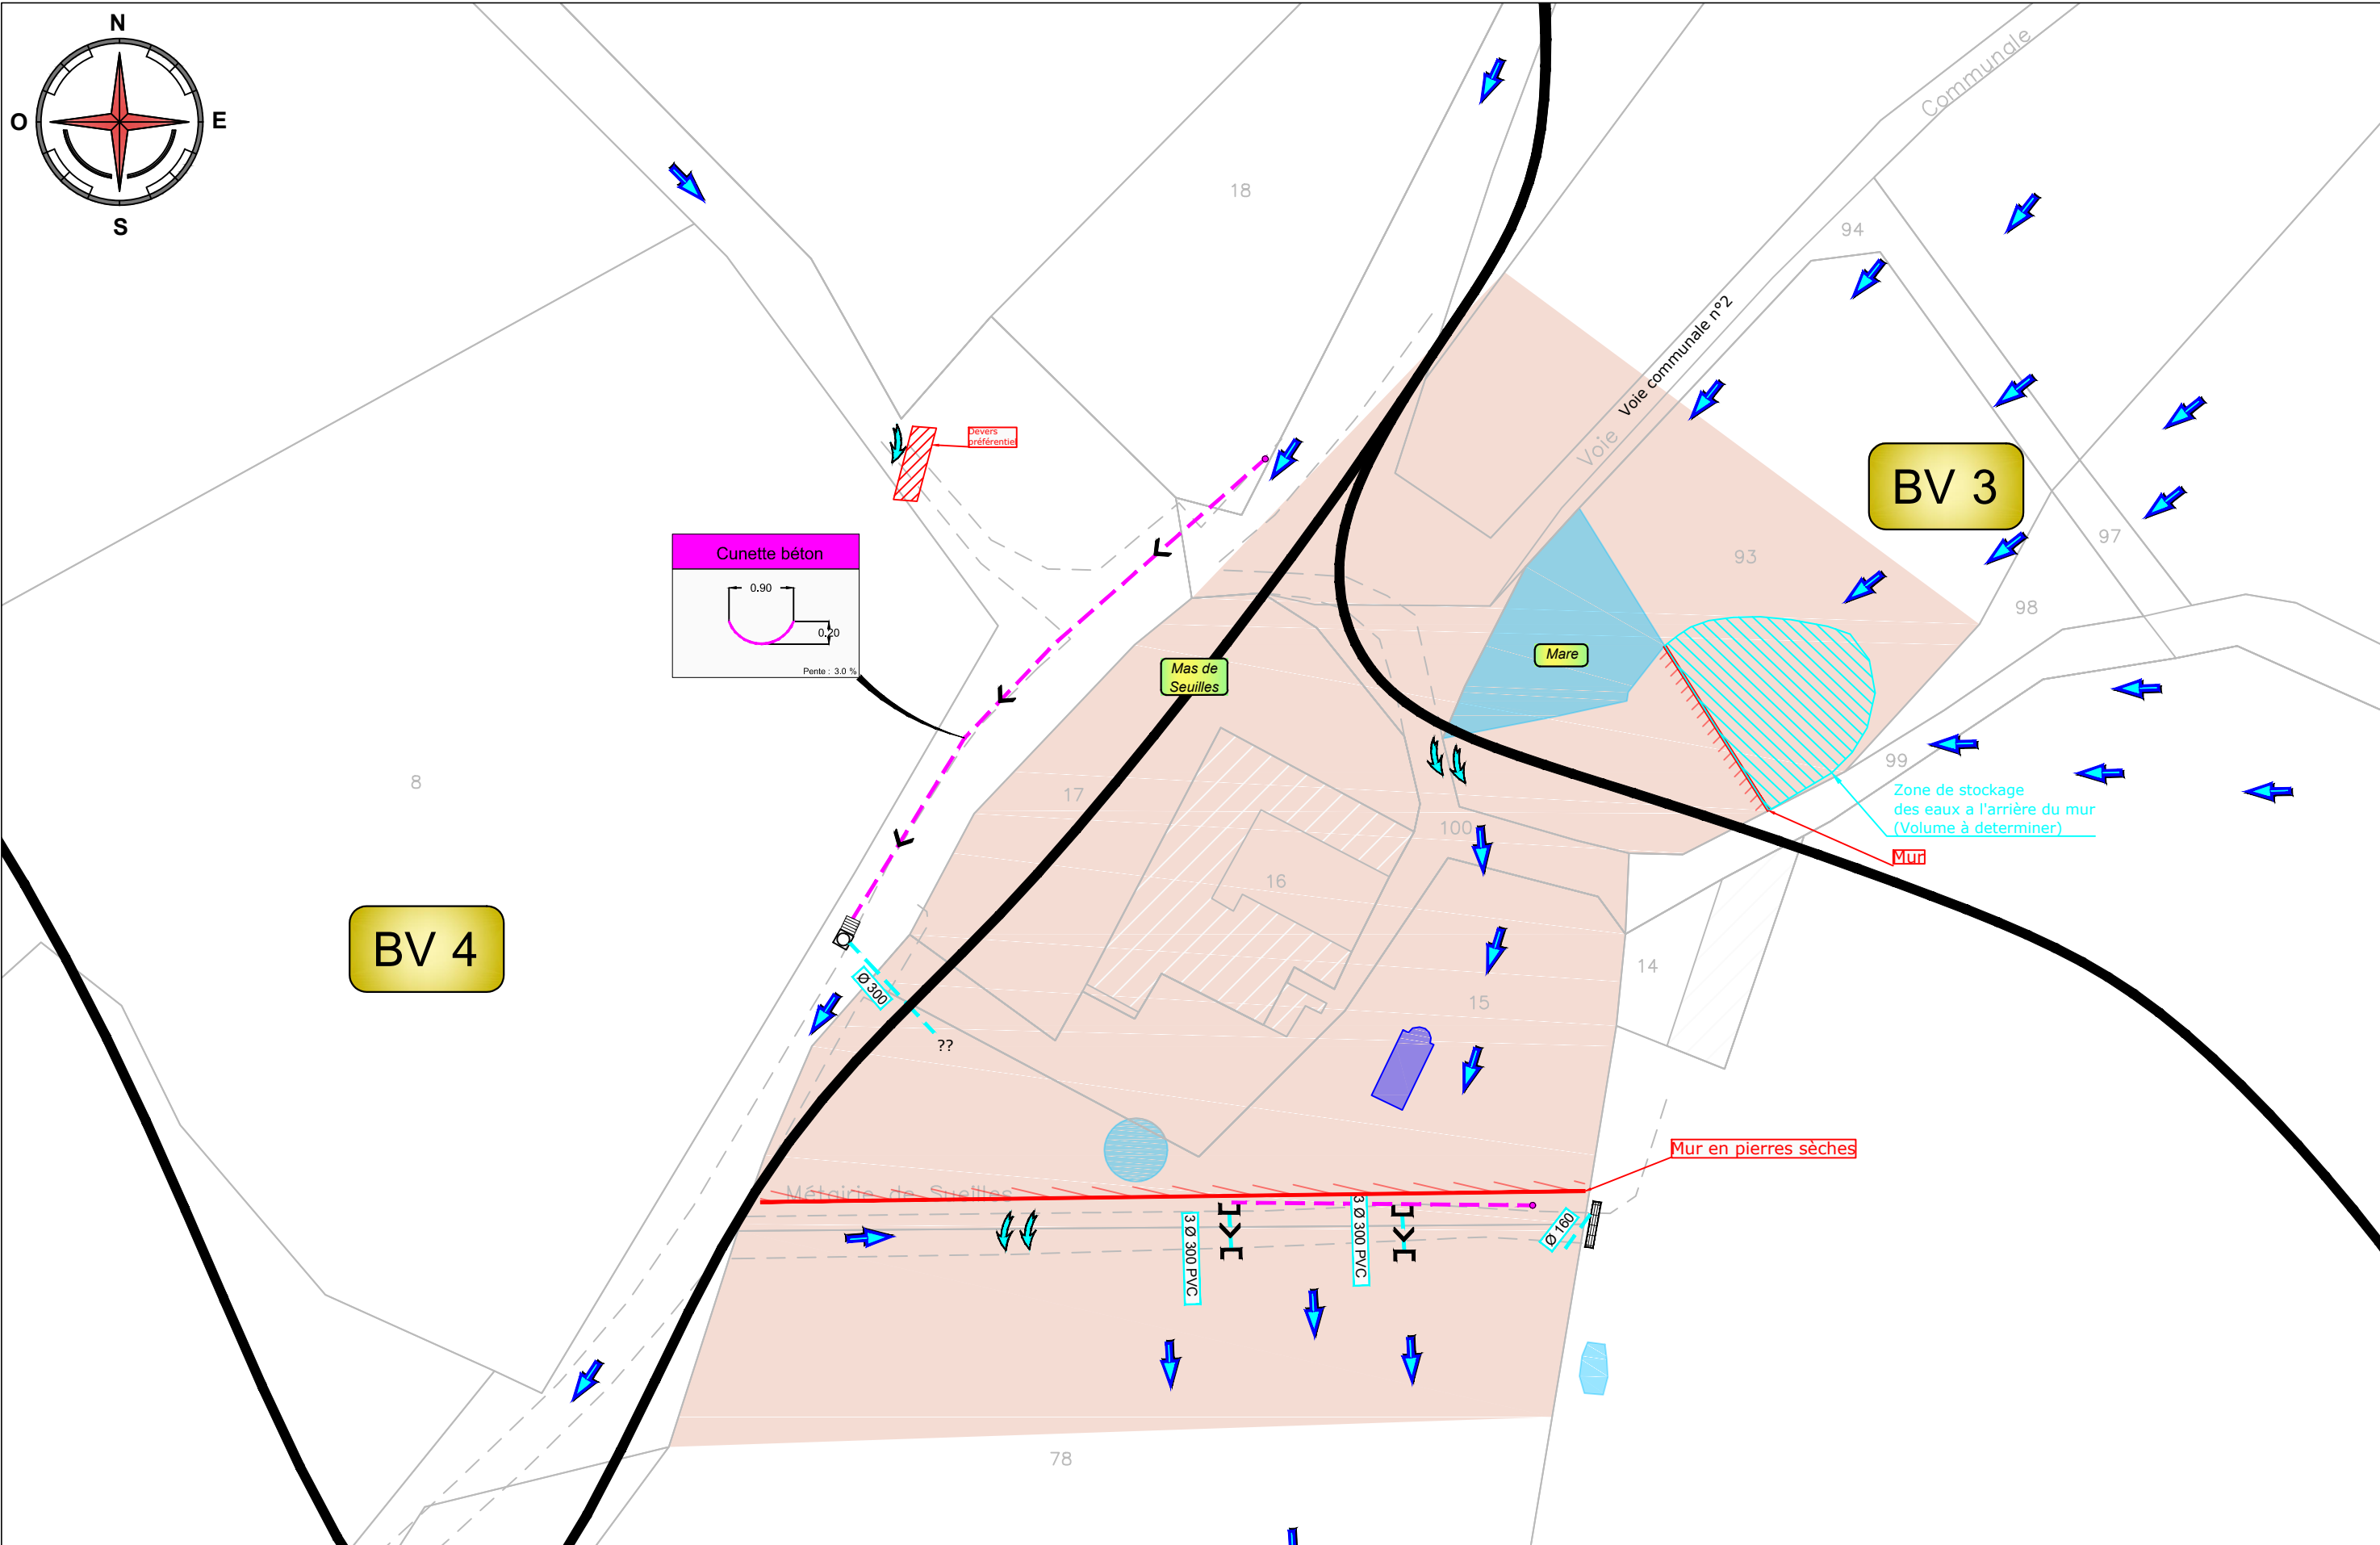 N
O
E
S
18
Communale
94
Voie communale n°2
Voie
Dévers
préférentiel
BV 3
93
97
98
Cunette béton
0.90
0.20
Pente : 3.0 %
Mas de
Seuilles
Mare
8
17
99
Zone de stockage
des eaux a l'arrière du mur
(Volume à determiner)
100
Mur
16
BV 4
14
15
Ø 300
??
Mur en pierres sèches
Métairie de Sueilles
3 Ø 300 PVC
3 Ø 300 PVC
Ø 160
78